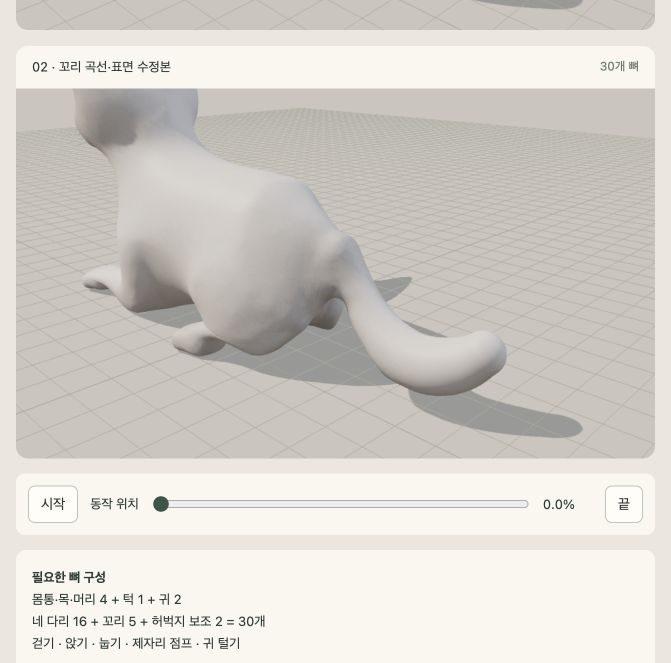 02 · 꼬리 곡선·표면 수정본
30개 뼈
시작
동작 위치
0.0%
끝
필요한 뼈 구성
몸통·목·머리 4 + 턱 1 + 귀 2
네 다리 16 + 꼬리 5 + 허벅지 보조 2 = 30개
걷기 · 앉기 · 눕기 · 제자리 점프 · 귀 털기